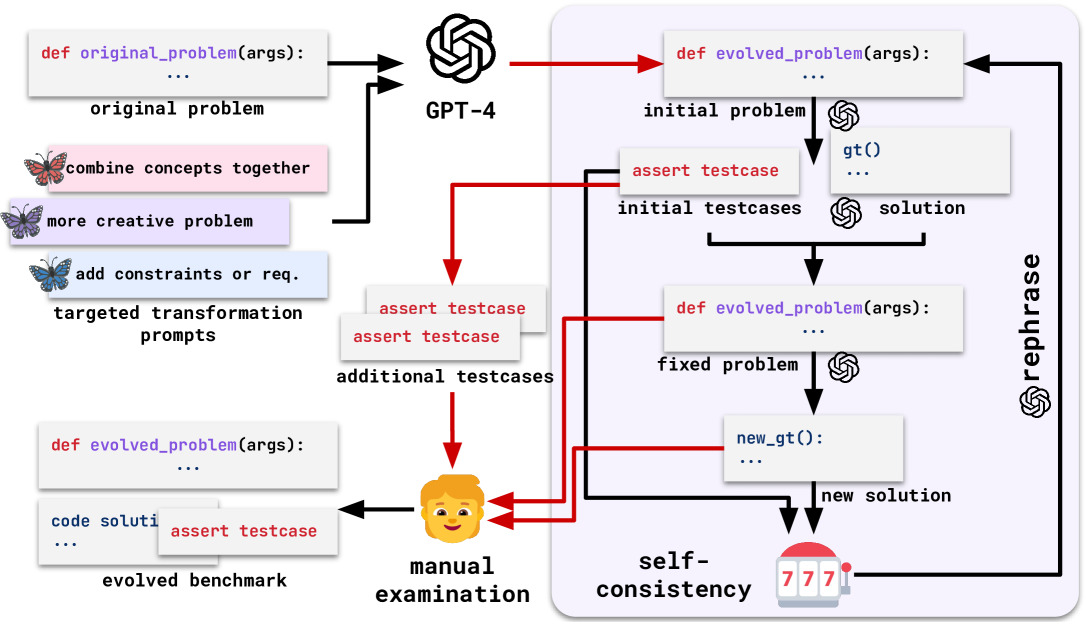 def original_problem(args):
...
original problem
combine concepts together
more creative problem
add constraints or req.
targeted transformation
prompts
GPT-4
def evolved_problem(args):
...
initial problem
assert testcase
initial testcases
gt()
...
solution
def evolved_problem(args):
...
fixed problem
new_gt():
...
new solution
rephrase
self-
consistency
777
assert testcase
assert testcase
additional testcases
manual
examination
def evolved_problem(args):
...
code soluti
...
assert testcase
evolved benchmark